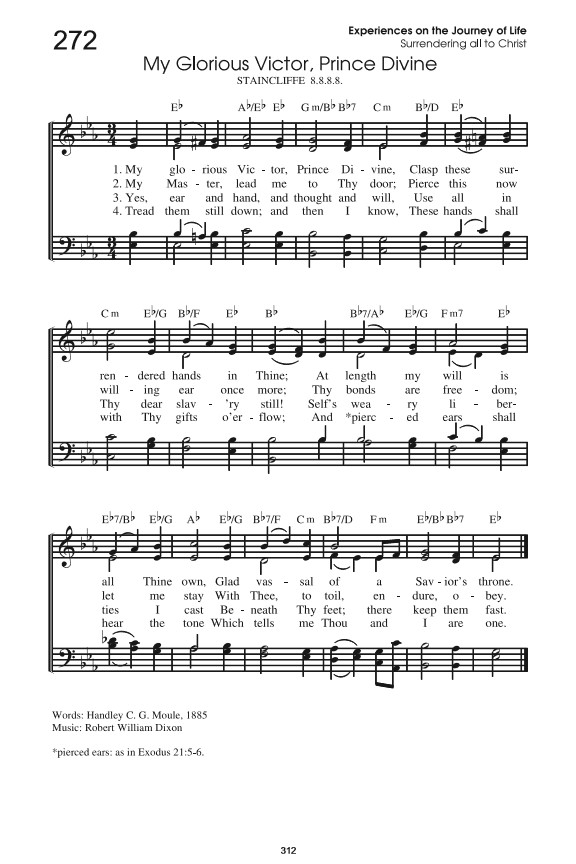 272
Experiences on the Journey of Life
Surrendering all to Christ
My Glorious Victor, Prince Divine
STAINCLIFFE 8.8.8.8.
E♭ A♭/E♭ E♭ Gm/B♭ B♭7 Cm B♭/D E♭
1. My glo - rious Vic - tor, Prince Di - vine, Clasp these sur-
2. My Mas - ter, lead me to Thy door; Pierce this now
3. Yes, ear and hand, and thought and will, Use all in
4. Tread them still down; and then I know, These hands shall
Cm E♭/G B♭/F E♭ B♭ B♭7/A♭ E♭/G Fm7 E♭
ren - dered hands in Thine; At length my will is
will - ing ear once more; Thy bonds are free - dom;
Thy dear slav - 'ry still! Self's wea - ry li - ber-
with Thy gifts o'er - flow; And *pierc - ed ears shall
E♭7/B♭ E♭/G A♭ E♭/G B♭7/F Cm B♭7/D Fm E♭/B♭ B♭7 E♭
all Thine own, Glad vas - sal of a Sav - ior's throne.
let me stay With Thee, to toil, en - dure, o - bey.
ties I cast Be - neath Thy feet; there keep them fast.
hear the tone Which tells me Thou and I are one.
Words: Handley C. G. Moule, 1885
Music: Robert William Dixon
*pierced ears: as in Exodus 21:5-6.
312